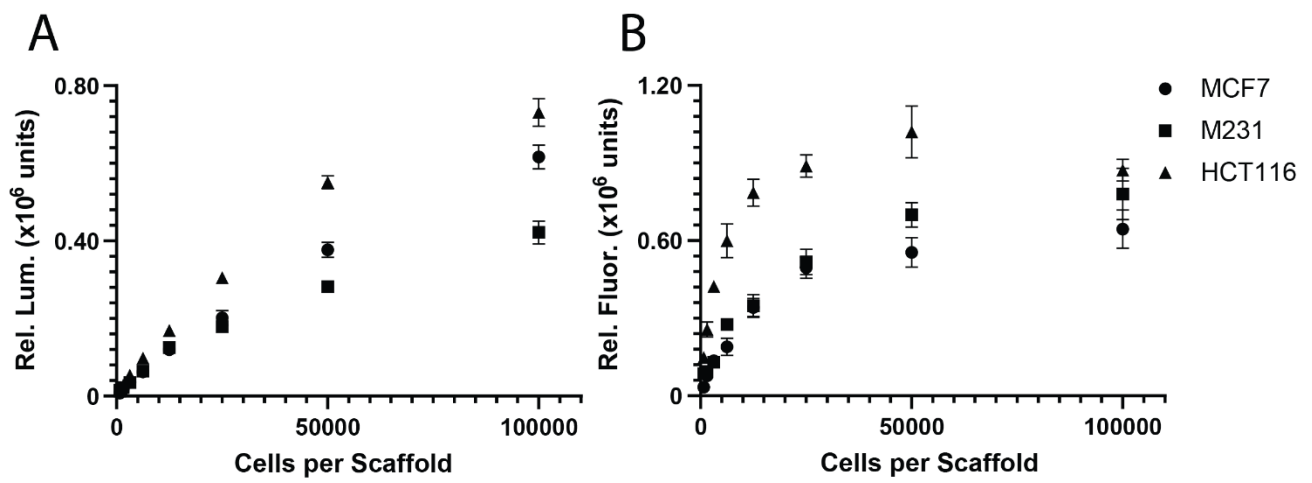 A
Rel. Lum. (x10⁶ units)
0.80
0.40
0
0
50000
100000
Cells per Scaffold
B
Rel. Fluor. (x10⁶ units)
1.20
0.60
0
0
50000
100000
Cells per Scaffold
MCF7
M231
HCT116